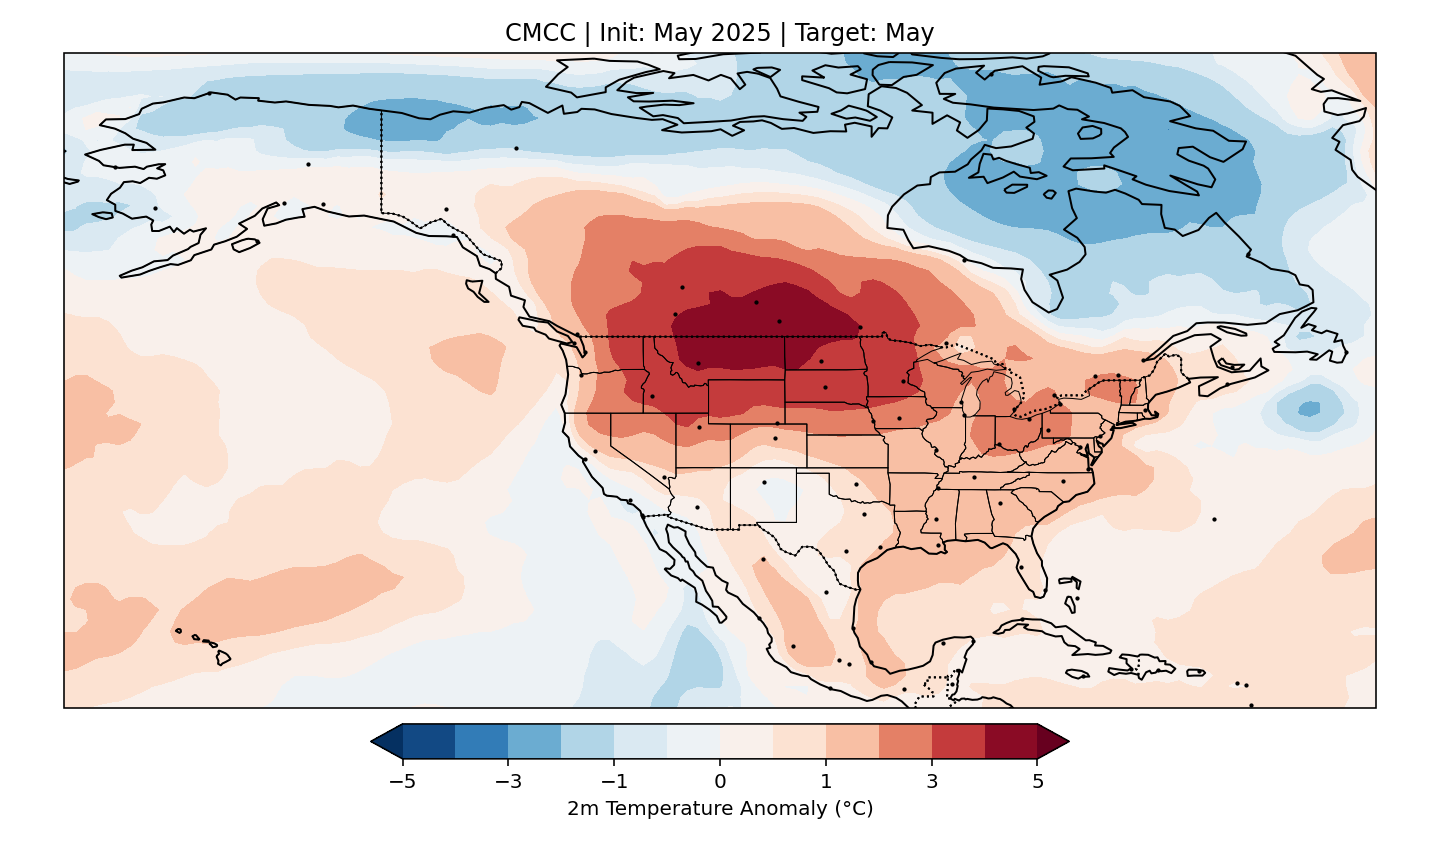 CMCC | Init: May 2025 | Target: May
−5 −3 −1 0 1 3 5
2m Temperature Anomaly (°C)